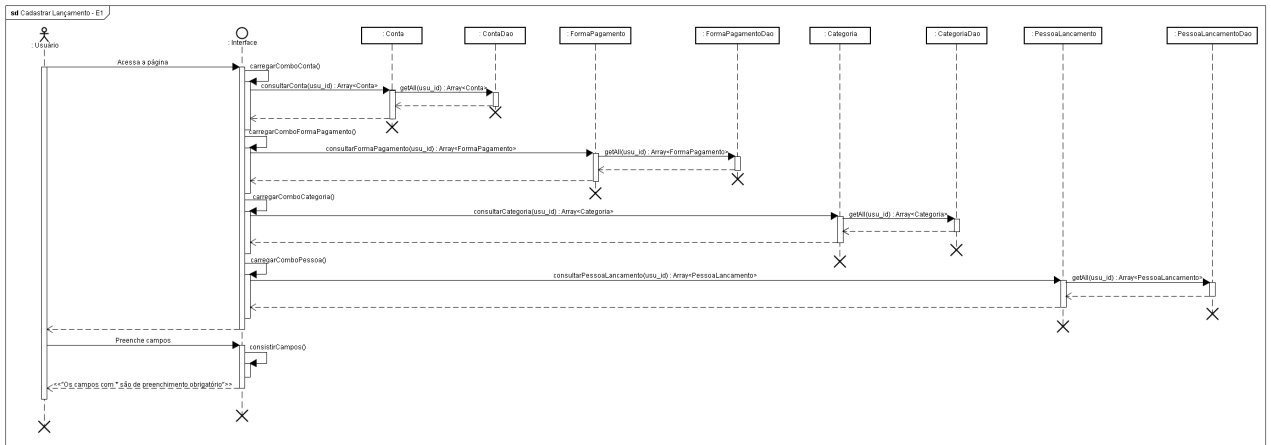 sd Cadastrar Lançamento - E1
: Usuário
: Interface
: Conta
: ContaDao
: FormaPagamento
: FormaPagamentoDao
: Categoria
: CategoriaDao
: PessoaLancamento
: PessoaLancamentoDao
Acessa a página
carregarComboConta()
consultarConta(usu_id) : Array<Conta>
getAll(usu_id) : Array<Conta>
carregarComboFormaPagamento()
consultarFormaPagamento(usu_id) : Array<FormaPagamento>
getAll(usu_id) : Array<FormaPagamento>
carregarComboCategoria()
consultarCategoria(usu_id) : Array<Categoria>
getAll(usu_id) : Array<Categoria>
carregarComboPessoa()
consultarPessoaLancamento(usu_id) : Array<PessoaLancamento>
getAll(usu_id) : Array<PessoaLancamento>
Preenche campos
consistirCampos()
<<"Os campos com * são de preenchimento obrigatório">>